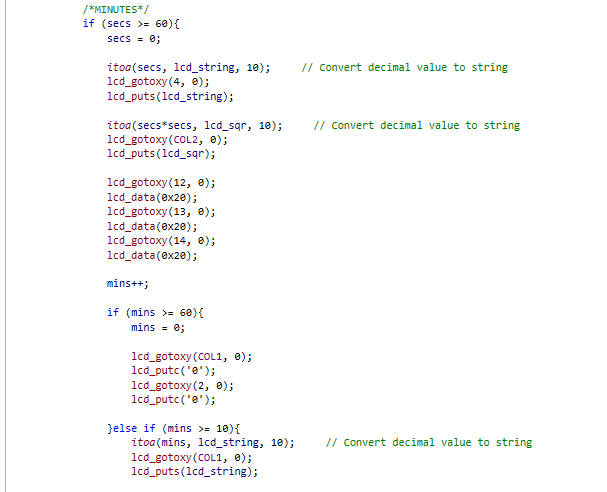 /*MINUTES*/
if (secs >= 60){
secs = 0;
itoa(secs, lcd_string, 10); // Convert decimal value to string
lcd_gotoxy(4, 0);
lcd_puts(lcd_string);
itoa(secs*secs, lcd_sqr, 10); // Convert decimal value to string
lcd_gotoxy(COL2, 0);
lcd_puts(lcd_sqr);
lcd_gotoxy(12, 0);
lcd_data(0x20);
lcd_gotoxy(13, 0);
lcd_data(0x20);
lcd_gotoxy(14, 0);
lcd_data(0x20);
mins++;
if (mins >= 60){
mins = 0;
lcd_gotoxy(COL1, 0);
lcd_putc('0');
lcd_gotoxy(2, 0);
lcd_putc('0');
}else if (mins >= 10){
itoa(mins, lcd_string, 10); // Convert decimal value to string
lcd_gotoxy(COL1, 0);
lcd_puts(lcd_string);